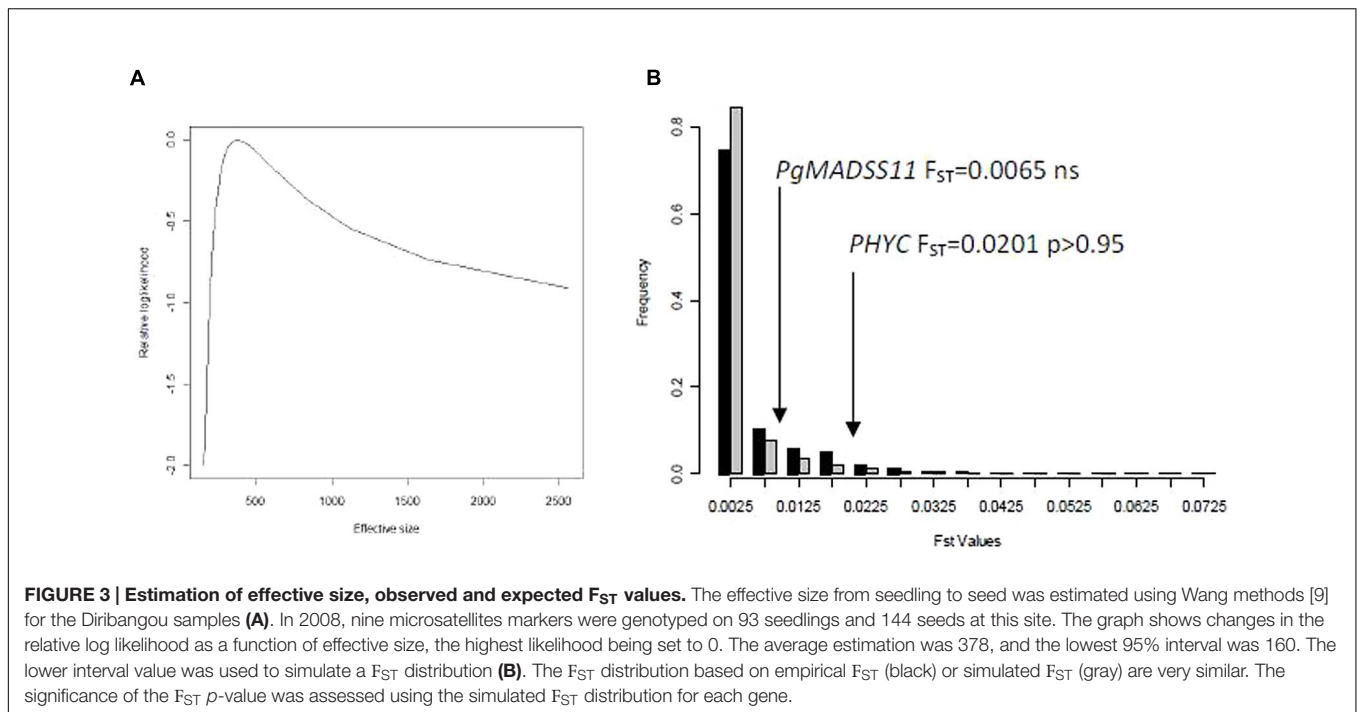 A
B
0.0
-0.5
-1.0
-1.5
-2.0
Relative log likelihood
500 1000 1500 2000 2500
Effective size
0.8
0.6
0.4
0.2
0.0
Frequency
PgMADSS11 FST=0.0065 ns
PHYC FST=0.0201 p>0.95
0.0025 0.0125 0.0225 0.0325 0.0425 0.0525 0.0625 0.0725
Fst Values
FIGURE 3 | Estimation of effective size, observed and expected FST values. The effective size from seedling to seed was estimated using Wang methods [9]
for the Diribangou samples (A). In 2008, nine microsatellites markers were genotyped on 93 seedlings and 144 seeds at this site. The graph shows changes in the
relative log likelihood as a function of effective size, the highest likelihood being set to 0. The average estimation was 378, and the lowest 95% interval was 160. The
lower interval value was used to simulate a FST distribution (B). The FST distribution based on empirical FST (black) or simulated FST (gray) are very similar. The
significance of the FST p-value was assessed using the simulated FST distribution for each gene.